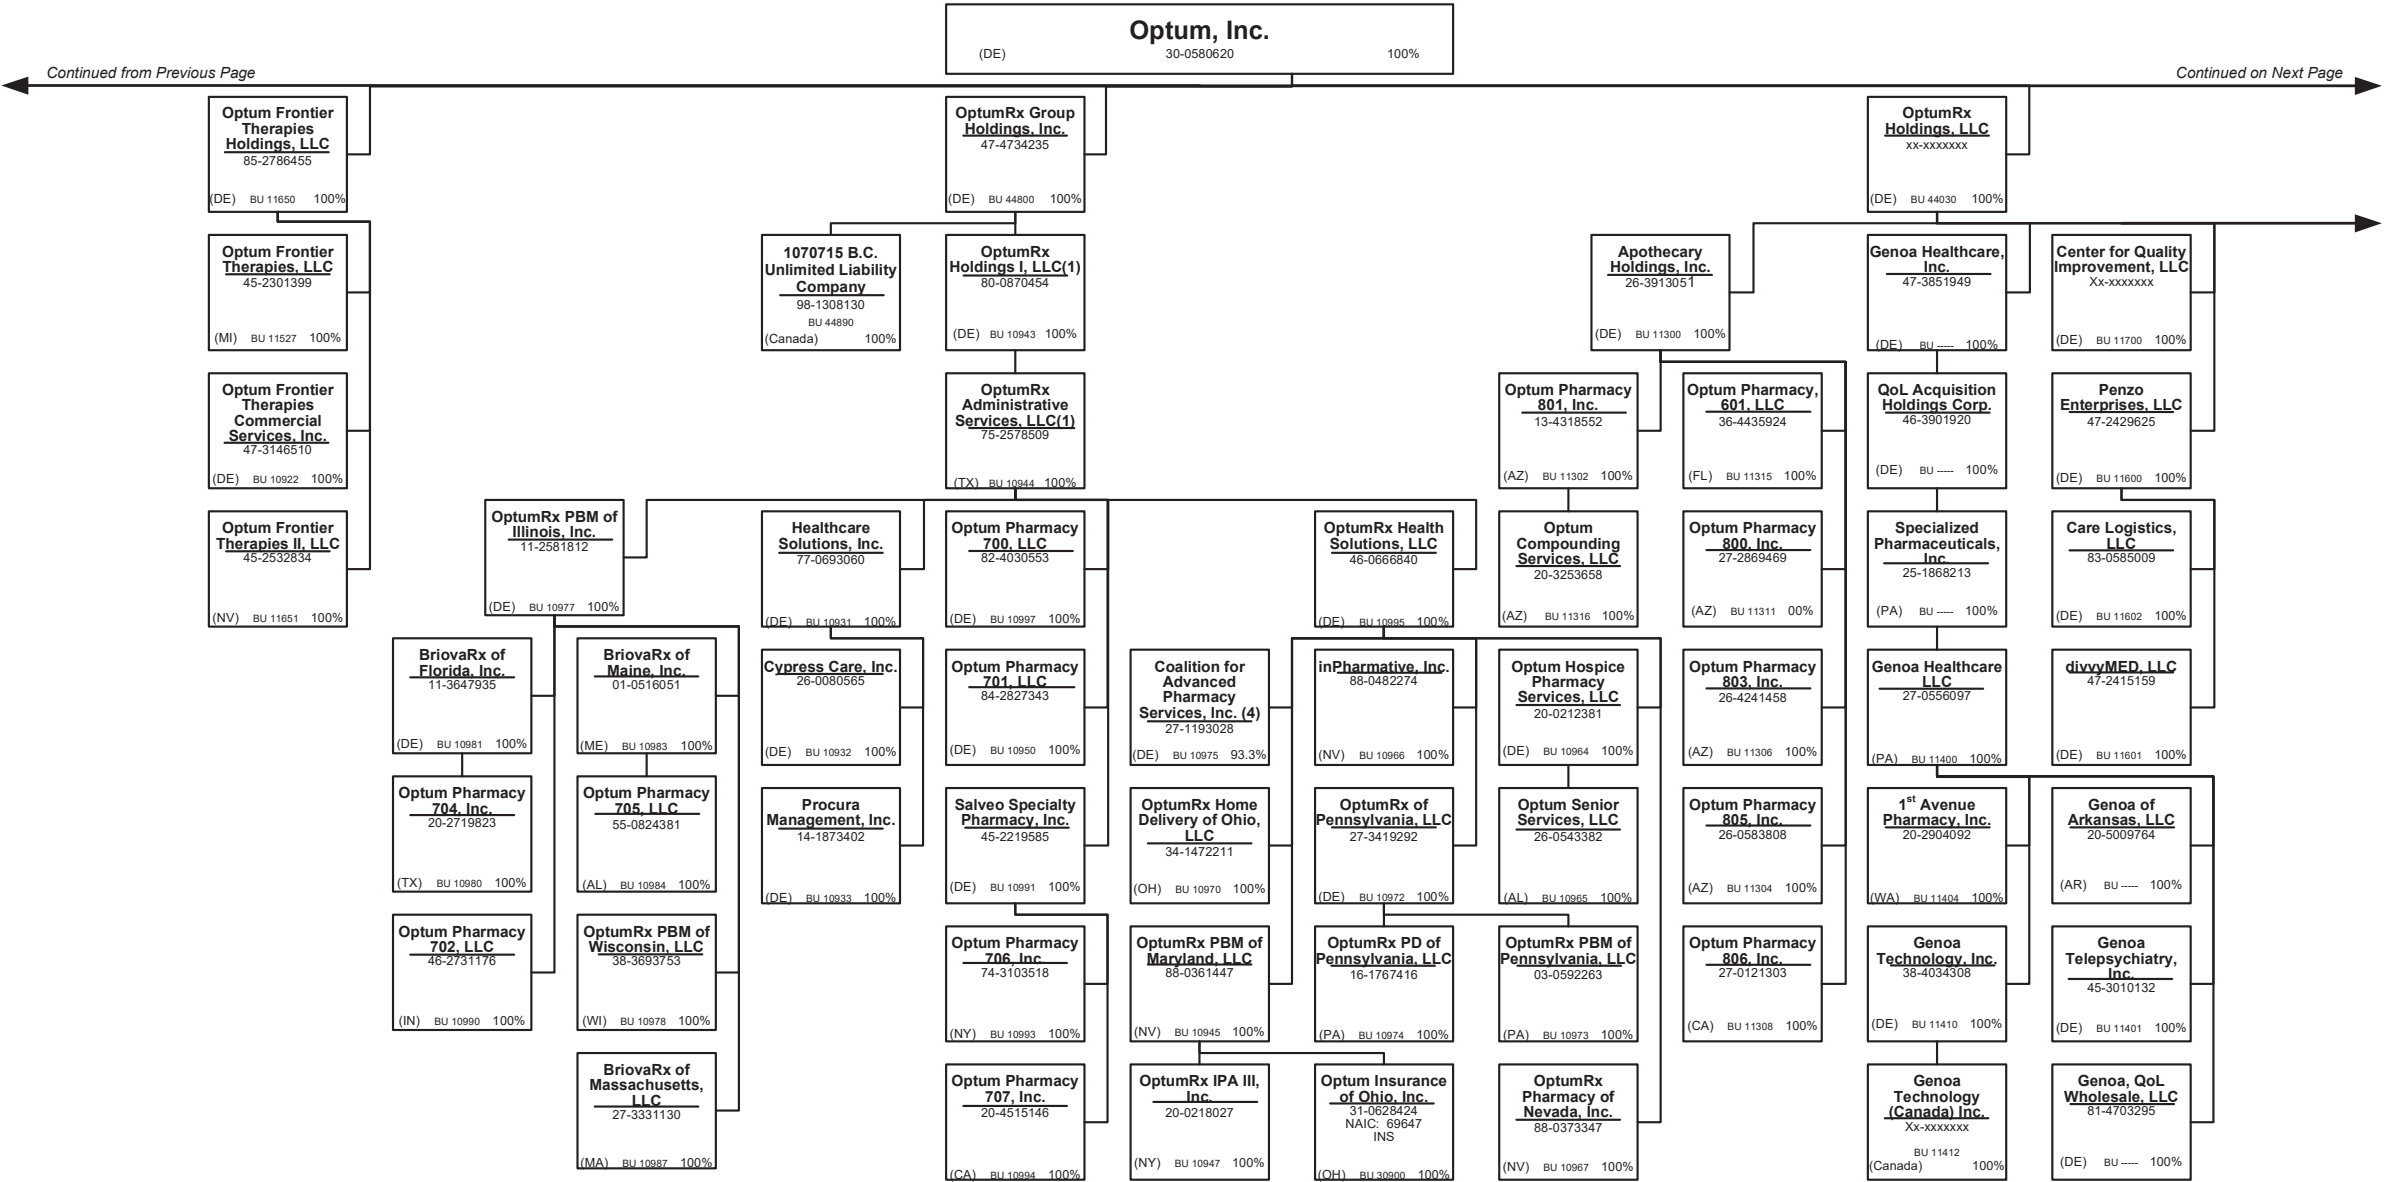 Optum, Inc.
(DE) 30-0580620 100%
Continued from Previous Page
Continued on Next Page
Optum Frontier
Therapies
Holdings, LLC
85-2786455
(DE) BU 11650 100%
OptumRx Group
Holdings, Inc.
47-4734235
(DE) BU 44800 100%
OptumRx
Holdings, LLC
xx-xxxxxxx
(DE) BU 44030 100%
Optum Frontier
Therapies, LLC
45-2301399
(MI) BU 11527 100%
1070715 B.C.
Unlimited Liability
Company
98-1308130
BU 44890
(Canada) 100%
OptumRx
Holdings I, LLC(1)
80-0870454
(DE) BU 10943 100%
Apothecary
Holdings, Inc.
26-3913051
(DE) BU 11300 100%
Genoa Healthcare,
Inc.
47-3851949
(DE) BU ----- 100%
Center for Quality
Improvement, LLC
Xx-xxxxxxx
(DE) BU 11700 100%
Optum Frontier
Therapies
Commercial
Services, Inc.
47-3146510
(DE) BU 10922 100%
OptumRx
Administrative
Services, LLC(1)
75-2578509
(TX) BU 10944 100%
Optum Pharmacy
801, Inc.
13-4318552
(AZ) BU 11302 100%
Optum Pharmacy,
601, LLC
36-4435924
(FL) BU 11315 100%
QoL Acquisition
Holdings Corp.
46-3901920
(DE) BU ----- 100%
Penzo
Enterprises, LLC
47-2429625
(DE) BU 11600 100%
Optum Frontier
Therapies II, LLC
45-2532834
(NV) BU 11651 100%
OptumRx PBM of
Illinois, Inc.
11-2581812
(DE) BU 10977 100%
Healthcare
Solutions, Inc.
77-0693060
(DE) BU 10931 100%
Optum Pharmacy
700, LLC
82-4030553
(DE) BU 10997 100%
OptumRx Health
Solutions, LLC
46-0666840
(DE) BU 10995 100%
Optum
Compounding
Services, LLC
20-3253658
(AZ) BU 11316 100%
Optum Pharmacy
800, Inc.
27-2869469
(AZ) BU 11311 00%
Specialized
Pharmaceuticals,
Inc.
25-1868213
(PA) BU ----- 100%
Care Logistics,
LLC
83-0585009
(DE) BU 11602 100%
BriovaRx of
Florida, Inc.
11-3647935
(DE) BU 10981 100%
BriovaRx of
Maine, Inc.
01-0516051
(ME) BU 10983 100%
Cypress Care, Inc.
26-0080565
(DE) BU 10932 100%
Optum Pharmacy
701, LLC
84-2827343
(DE) BU 10950 100%
Coalition for
Advanced
Pharmacy
Services, Inc. (4)
27-1193028
(DE) BU 10975 93.3%
inPharmative, Inc.
88-0482274
(NV) BU 10966 100%
Optum Hospice
Pharmacy
Services, LLC
20-0212381
(DE) BU 10964 100%
Optum Pharmacy
803, Inc.
26-4241458
(AZ) BU 11306 100%
Genoa Healthcare
LLC
27-0556097
(PA) BU 11400 100%
divvyMED, LLC
47-2415159
(DE) BU 11601 100%
Optum Pharmacy
704, Inc.
20-2719823
(TX) BU 10980 100%
Optum Pharmacy
705, LLC
55-0824381
(AL) BU 10984 100%
Procura
Management, Inc.
14-1873402
(DE) BU 10933 100%
Salveo Specialty
Pharmacy, Inc.
45-2219585
(DE) BU 10991 100%
OptumRx Home
Delivery of Ohio,
LLC
34-1472211
(OH) BU 10970 100%
OptumRx of
Pennsylvania, LLC
27-3419292
(DE) BU 10972 100%
Optum Senior
Services, LLC
26-0543382
(AL) BU 10965 100%
Optum Pharmacy
805, Inc.
26-0583808
(AZ) BU 11304 100%
1st Avenue
Pharmacy, Inc.
20-2904092
(WA) BU 11404 100%
Genoa of
Arkansas, LLC
20-5009764
(AR) BU ----- 100%
Optum Pharmacy
702, LLC
46-2731176
(IN) BU 10990 100%
OptumRx PBM of
Wisconsin, LLC
38-3693753
(WI) BU 10978 100%
Optum Pharmacy
706, Inc.
74-3103518
(NY) BU 10993 100%
OptumRx PBM of
Maryland, LLC
88-0361447
(NV) BU 10945 100%
OptumRx PD of
Pennsylvania, LLC
16-1767416
(PA) BU 10974 100%
OptumRx PBM of
Pennsylvania, LLC
03-0592263
(PA) BU 10973 100%
Optum Pharmacy
806, Inc.
27-0121303
(CA) BU 11308 100%
Genoa
Technology, Inc.
38-4034308
(DE) BU 11410 100%
Genoa
Telepsychiatry,
Inc.
45-3010132
(DE) BU 11401 100%
BriovaRx of
Massachusetts,
LLC
27-3331130
(MA) BU 10987 100%
Optum Pharmacy
707, Inc.
20-4515146
(CA) BU 10994 100%
OptumRx IPA III,
Inc.
20-0218027
(NY) BU 10947 100%
Optum Insurance
of Ohio, Inc.
31-0628424
NAIC: 69647
INS
(OH) BU 30900 100%
OptumRx
Pharmacy of
Nevada, Inc.
88-0373347
(NV) BU 10967 100%
Genoa
Technology
(Canada) Inc.
Xx-xxxxxxx
BU 11412
(Canada) 100%
Genoa, QoL
Wholesale, LLC
81-4703295
(DE) BU ----- 100%